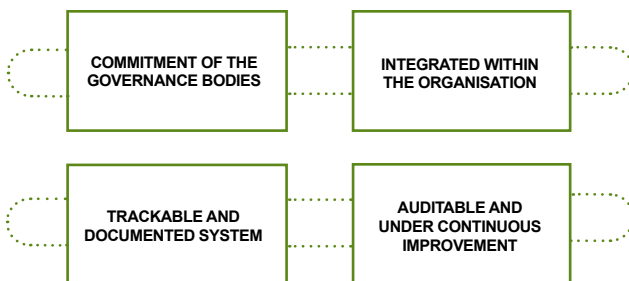 COMMITMENT OF THE
GOVERNANCE BODIES
INTEGRATED WITHIN
THE ORGANISATION
TRACKABLE AND
DOCUMENTED SYSTEM
AUDITABLE AND
UNDER CONTINUOUS
IMPROVEMENT